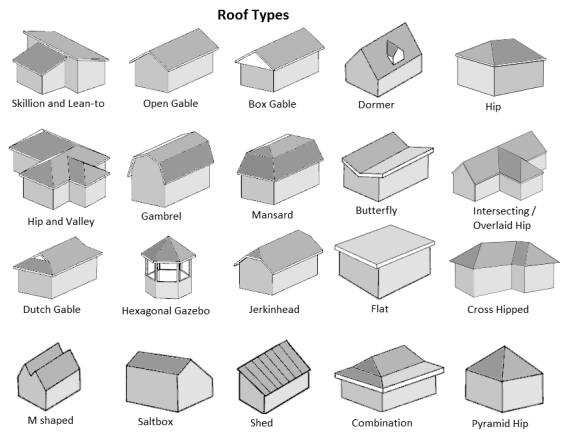 Roof Types
Skillion and Lean-to
Open Gable
Box Gable
Dormer
Hip
Hip and Valley
Gambrel
Mansard
Butterfly
Intersecting /
Overlaid Hip
Dutch Gable
Hexagonal Gazebo
Jerkinhead
Flat
Cross Hipped
M shaped
Saltbox
Shed
Combination
Pyramid Hip